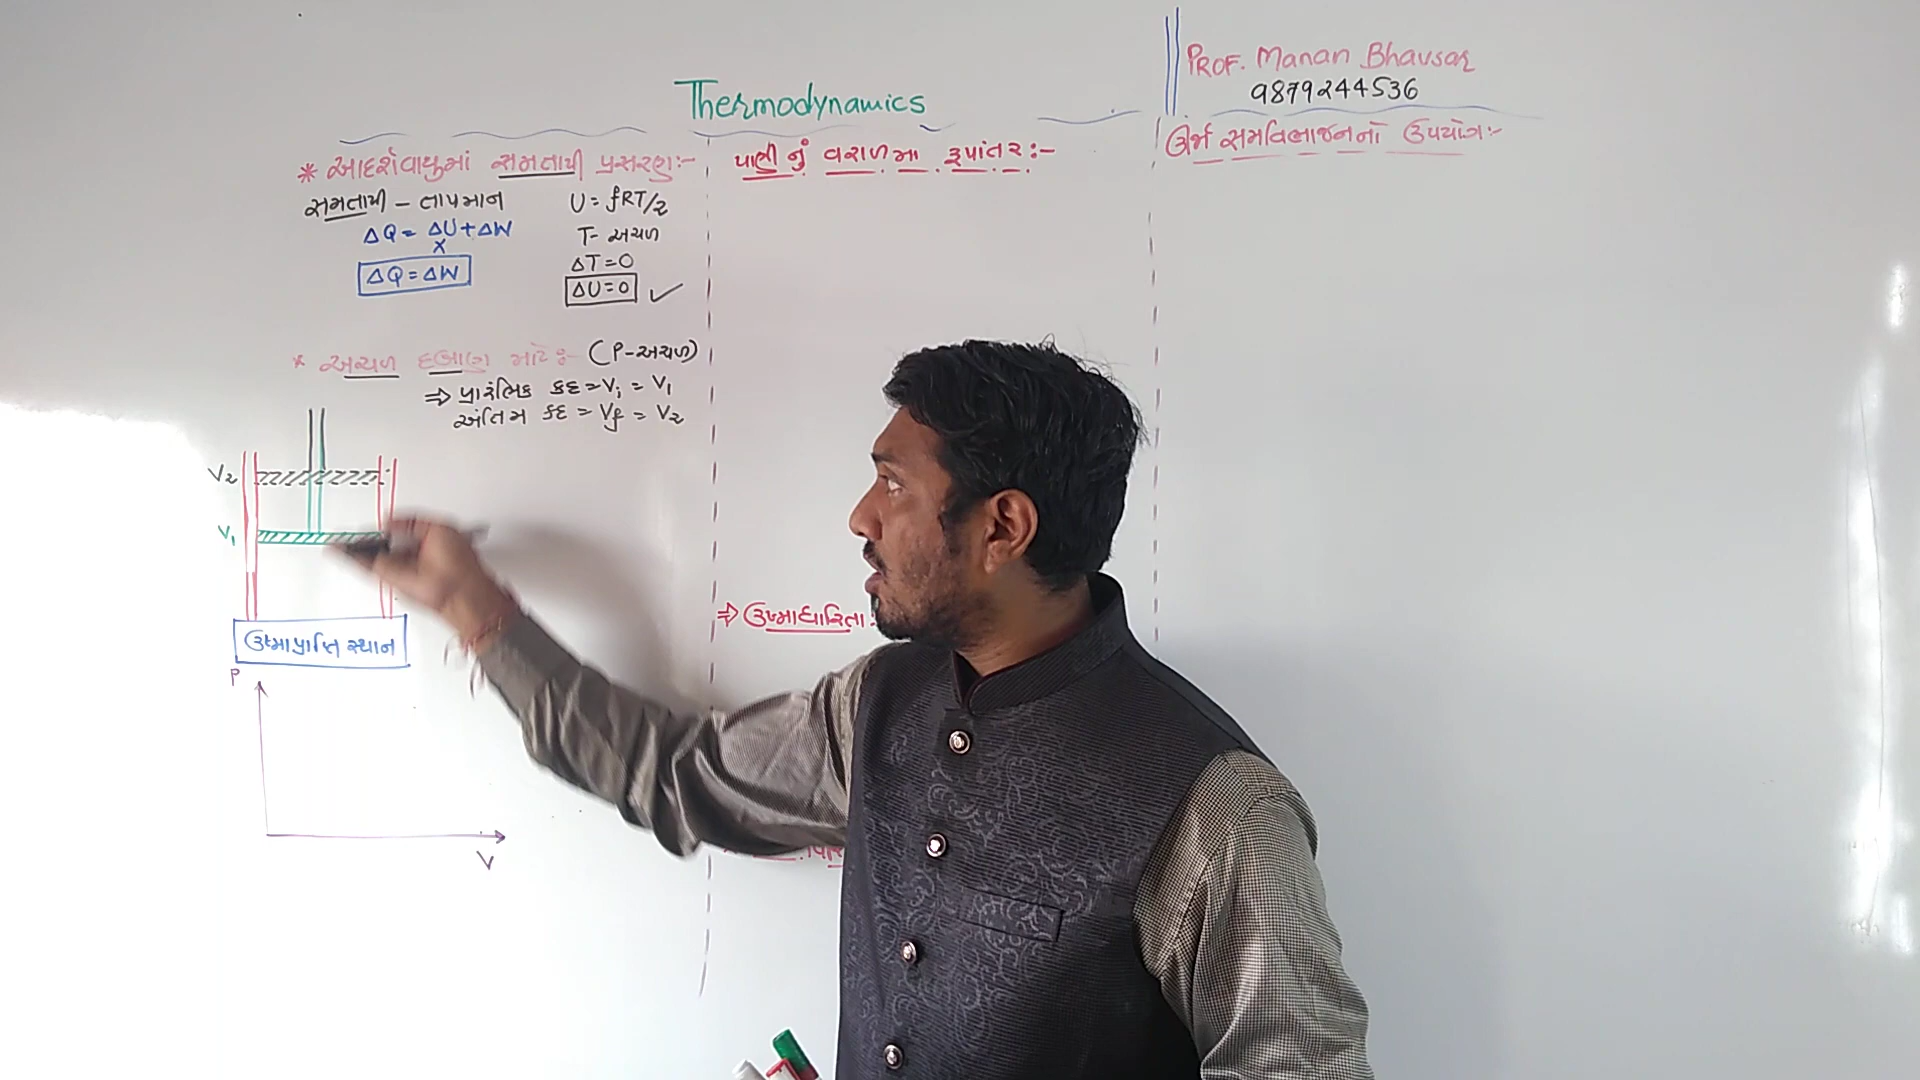 PROF. Manan Bhavsar
9879244536
Thermodynamics
* આદર્શવાયુમાં સમતાપી પ્રસરણ:-
સમતાપી - તાપમાન
ΔQ = ΔU + ΔW
x
ΔQ = ΔW
U = fRT/2
T- અચળ
ΔT = 0
ΔU = 0 ✓
* અચળ દબાણ માટે:- (P-અચળ)
⇒ પ્રારંભિક કદ = Vi = V1
અંતિમ કદ = Vf = V2
V2
V1
ઉષ્માપ્રાપ્તિ સ્થાન
P
V
પાણીનું વરાળમા રૂપાંતર:-
⇒ ઉષ્માધારિતા:
ઊર્જા સમવિભાજનનો ઉપયોગ:-